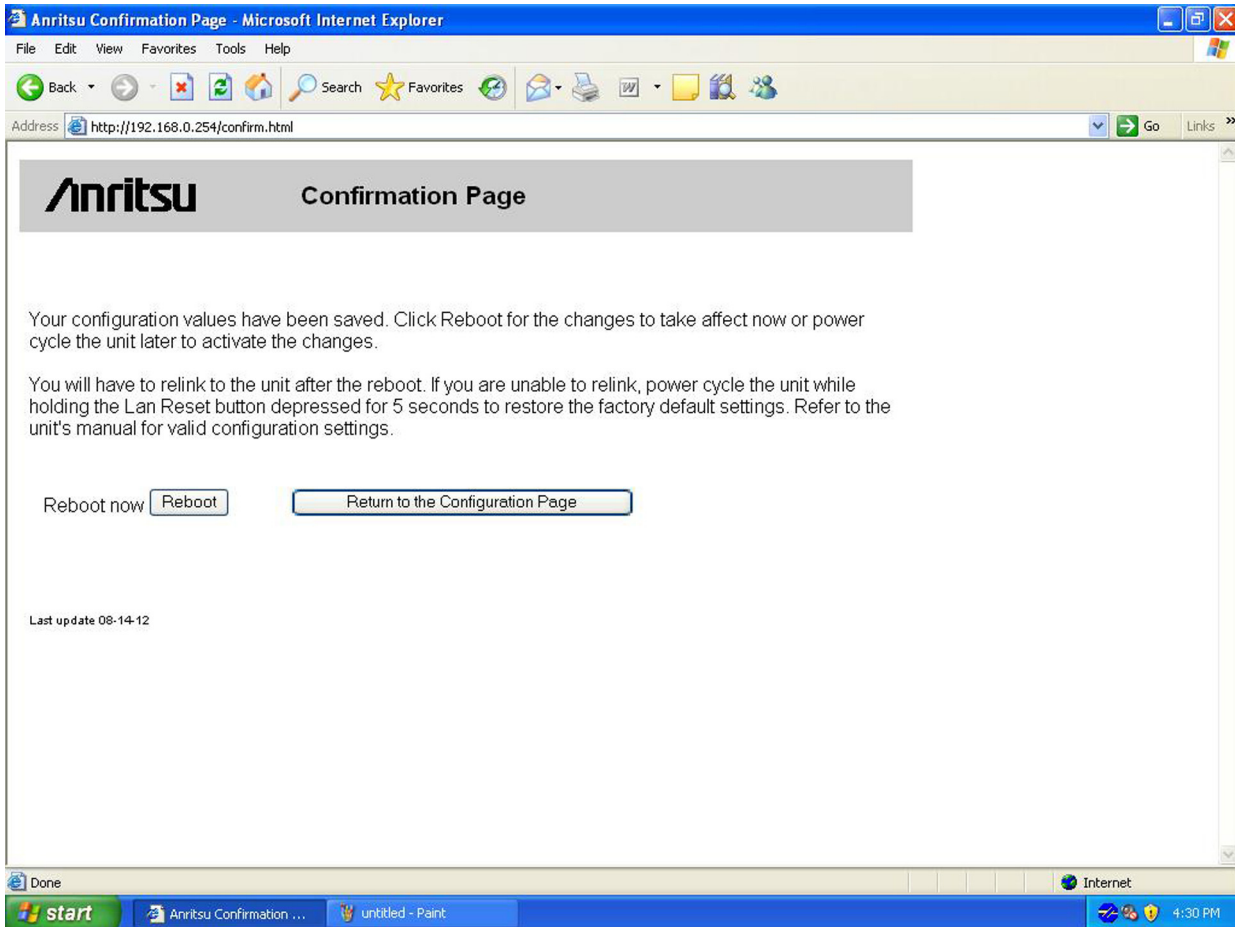 Anritsu Confirmation Page - Microsoft Internet Explorer
File Edit View Favorites Tools Help
Back Search Favorites
Address http://192.168.0.254/confirm.html Go Links »
Anritsu Confirmation Page
Your configuration values have been saved. Click Reboot for the changes to take affect now or power
cycle the unit later to activate the changes.
You will have to relink to the unit after the reboot. If you are unable to relink, power cycle the unit while
holding the Lan Reset button depressed for 5 seconds to restore the factory default settings. Refer to the
unit's manual for valid configuration settings.
Reboot now Reboot Return to the Configuration Page
Last update 08-14-12
Done Internet
start Anritsu Confirmation ... untitled - Paint 4:30 PM